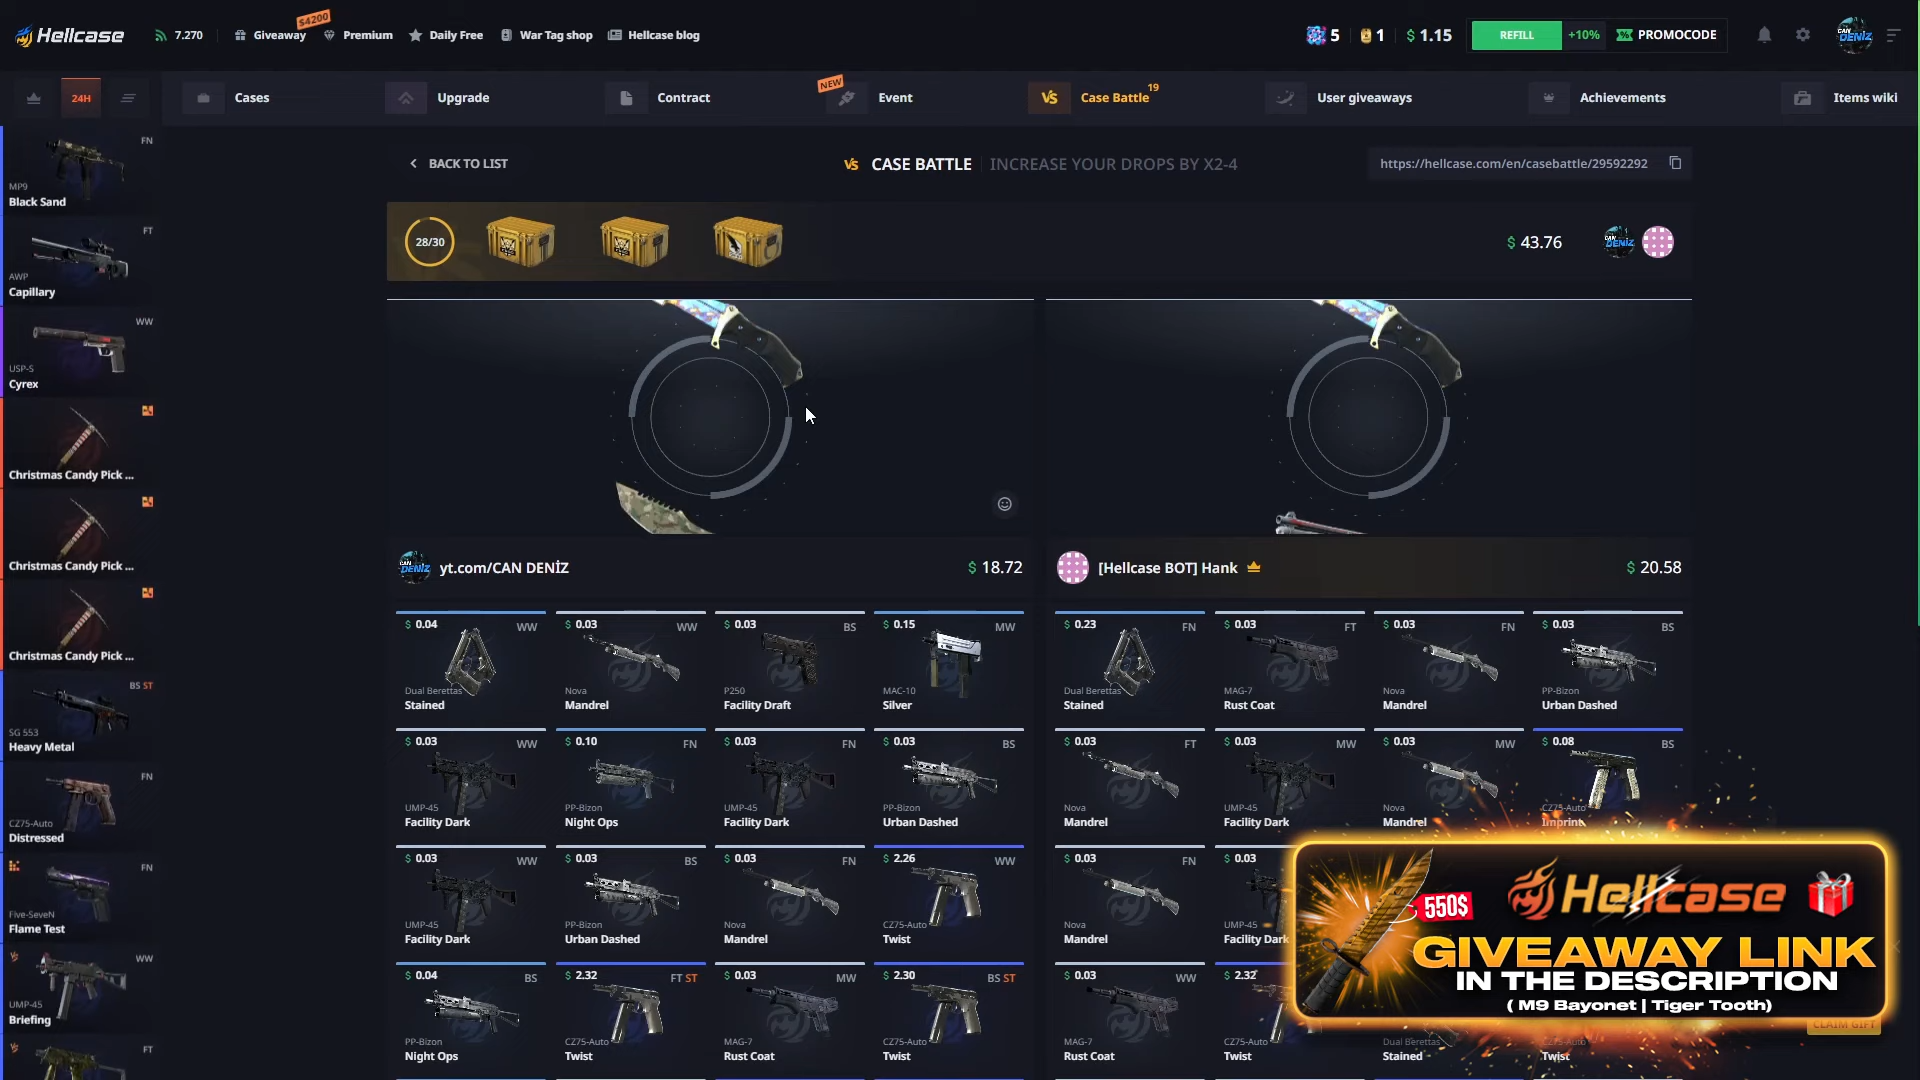 Hellcase
7.270
Giveaway
$4200
Premium
Daily Free
War Tag shop
Hellcase blog
5
1
$ 1.15
REFILL
+10%
PROMOCODE
CAN DENİZ
24H
Cases
Upgrade
Contract
NEW
Event
VS
Case Battle
19
User giveaways
Achievements
Items wiki
FN
MP9
Black Sand
FT
AWP
Capillary
WW
USP-S
Cyrex
Christmas Candy Pick ...
Christmas Candy Pick ...
Christmas Candy Pick ...
BS ST
SG 553
Heavy Metal
FN
CZ75-Auto
Distressed
FN
Five-SeveN
Flame Test
WW
UMP-45
Briefing
FT
BACK TO LIST
VS CASE BATTLE
INCREASE YOUR DROPS BY X2-4
https://hellcase.com/en/casebattle/29592292
28/30
$ 43.76
yt.com/CAN DENİZ
$ 18.72
[Hellcase BOT] Hank
$ 20.58
$ 0.04 WW
Dual Berettas
Stained
$ 0.03 WW
Nova
Mandrel
$ 0.03 BS
P250
Facility Draft
$ 0.15 MW
MAC-10
Silver
$ 0.23 FN
Dual Berettas
Stained
$ 0.03 FT
MAG-7
Rust Coat
$ 0.03 FN
Nova
Mandrel
$ 0.03 BS
PP-Bizon
Urban Dashed
$ 0.03 WW
UMP-45
Facility Dark
$ 0.10 FN
PP-Bizon
Night Ops
$ 0.03 FN
UMP-45
Facility Dark
$ 0.03 BS
PP-Bizon
Urban Dashed
$ 0.03 FT
Nova
Mandrel
$ 0.03 MW
UMP-45
Facility Dark
$ 0.03 MW
Nova
Mandrel
$ 0.08 BS
CZ75-Auto
Imprint
$ 0.03 WW
UMP-45
Facility Dark
$ 0.03 BS
PP-Bizon
Urban Dashed
$ 0.03 FN
Nova
Mandrel
$ 2.26 WW
CZ75-Auto
Twist
$ 0.03 FN
Nova
Mandrel
$ 0.03
UMP-45
Facility Dark
$ 0.04 BS
PP-Bizon
Night Ops
$ 2.32 FT ST
CZ75-Auto
Twist
$ 0.03 MW
MAG-7
Rust Coat
$ 2.30 BS ST
CZ75-Auto
Twist
$ 0.03 WW
MAG-7
Rust Coat
$ 2.32
CZ75-Auto
Twist
Dual Berettas
Stained
CZ75-Auto
Twist
550$
Hellcase
GIVEAWAY LINK
IN THE DESCRIPTION
( M9 Bayonet | Tiger Tooth)
CLAIM GIFT